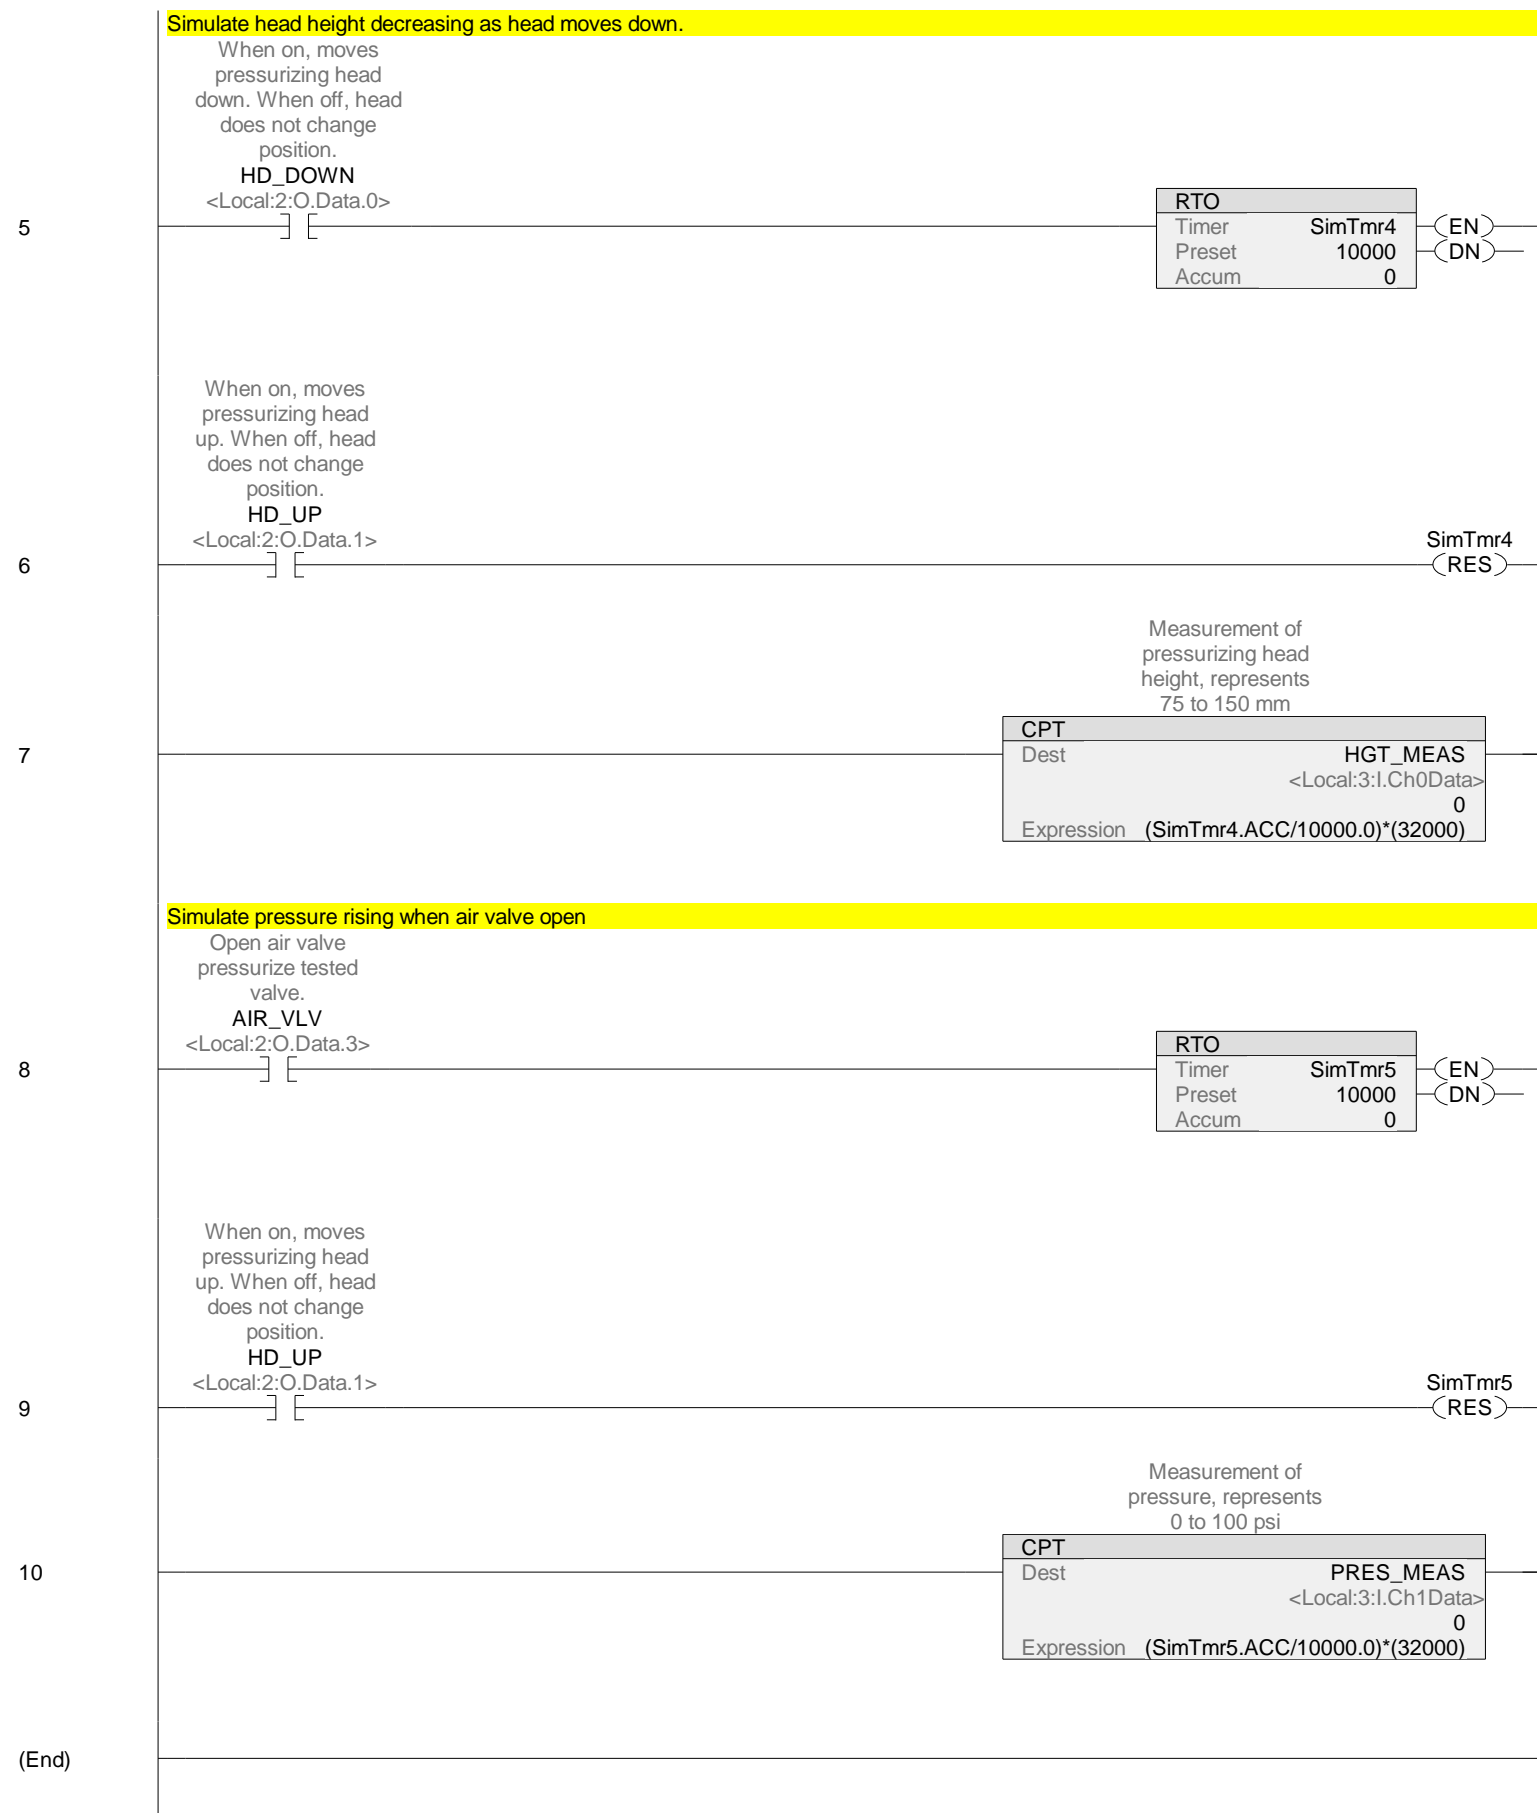 Simulate head height decreasing as head moves down.
When on, moves
pressurizing head
down. When off, head
does not change
position.
HD_DOWN
<Local:2:O.Data.0>
5
RTO
Timer SimTmr4
Preset 10000
Accum 0
EN
DN
When on, moves
pressurizing head
up. When off, head
does not change
position.
HD_UP
<Local:2:O.Data.1>
6
SimTmr4
RES
Measurement of
pressurizing head
height, represents
75 to 150 mm
7
CPT
Dest HGT_MEAS
<Local:3:I.Ch0Data>
0
Expression (SimTmr4.ACC/10000.0)*(32000)
Simulate pressure rising when air valve open
Open air valve
pressurize tested
valve.
AIR_VLV
<Local:2:O.Data.3>
8
RTO
Timer SimTmr5
Preset 10000
Accum 0
EN
DN
When on, moves
pressurizing head
up. When off, head
does not change
position.
HD_UP
<Local:2:O.Data.1>
9
SimTmr5
RES
Measurement of
pressure, represents
0 to 100 psi
10
CPT
Dest PRES_MEAS
<Local:3:I.Ch1Data>
0
Expression (SimTmr5.ACC/10000.0)*(32000)
(End)